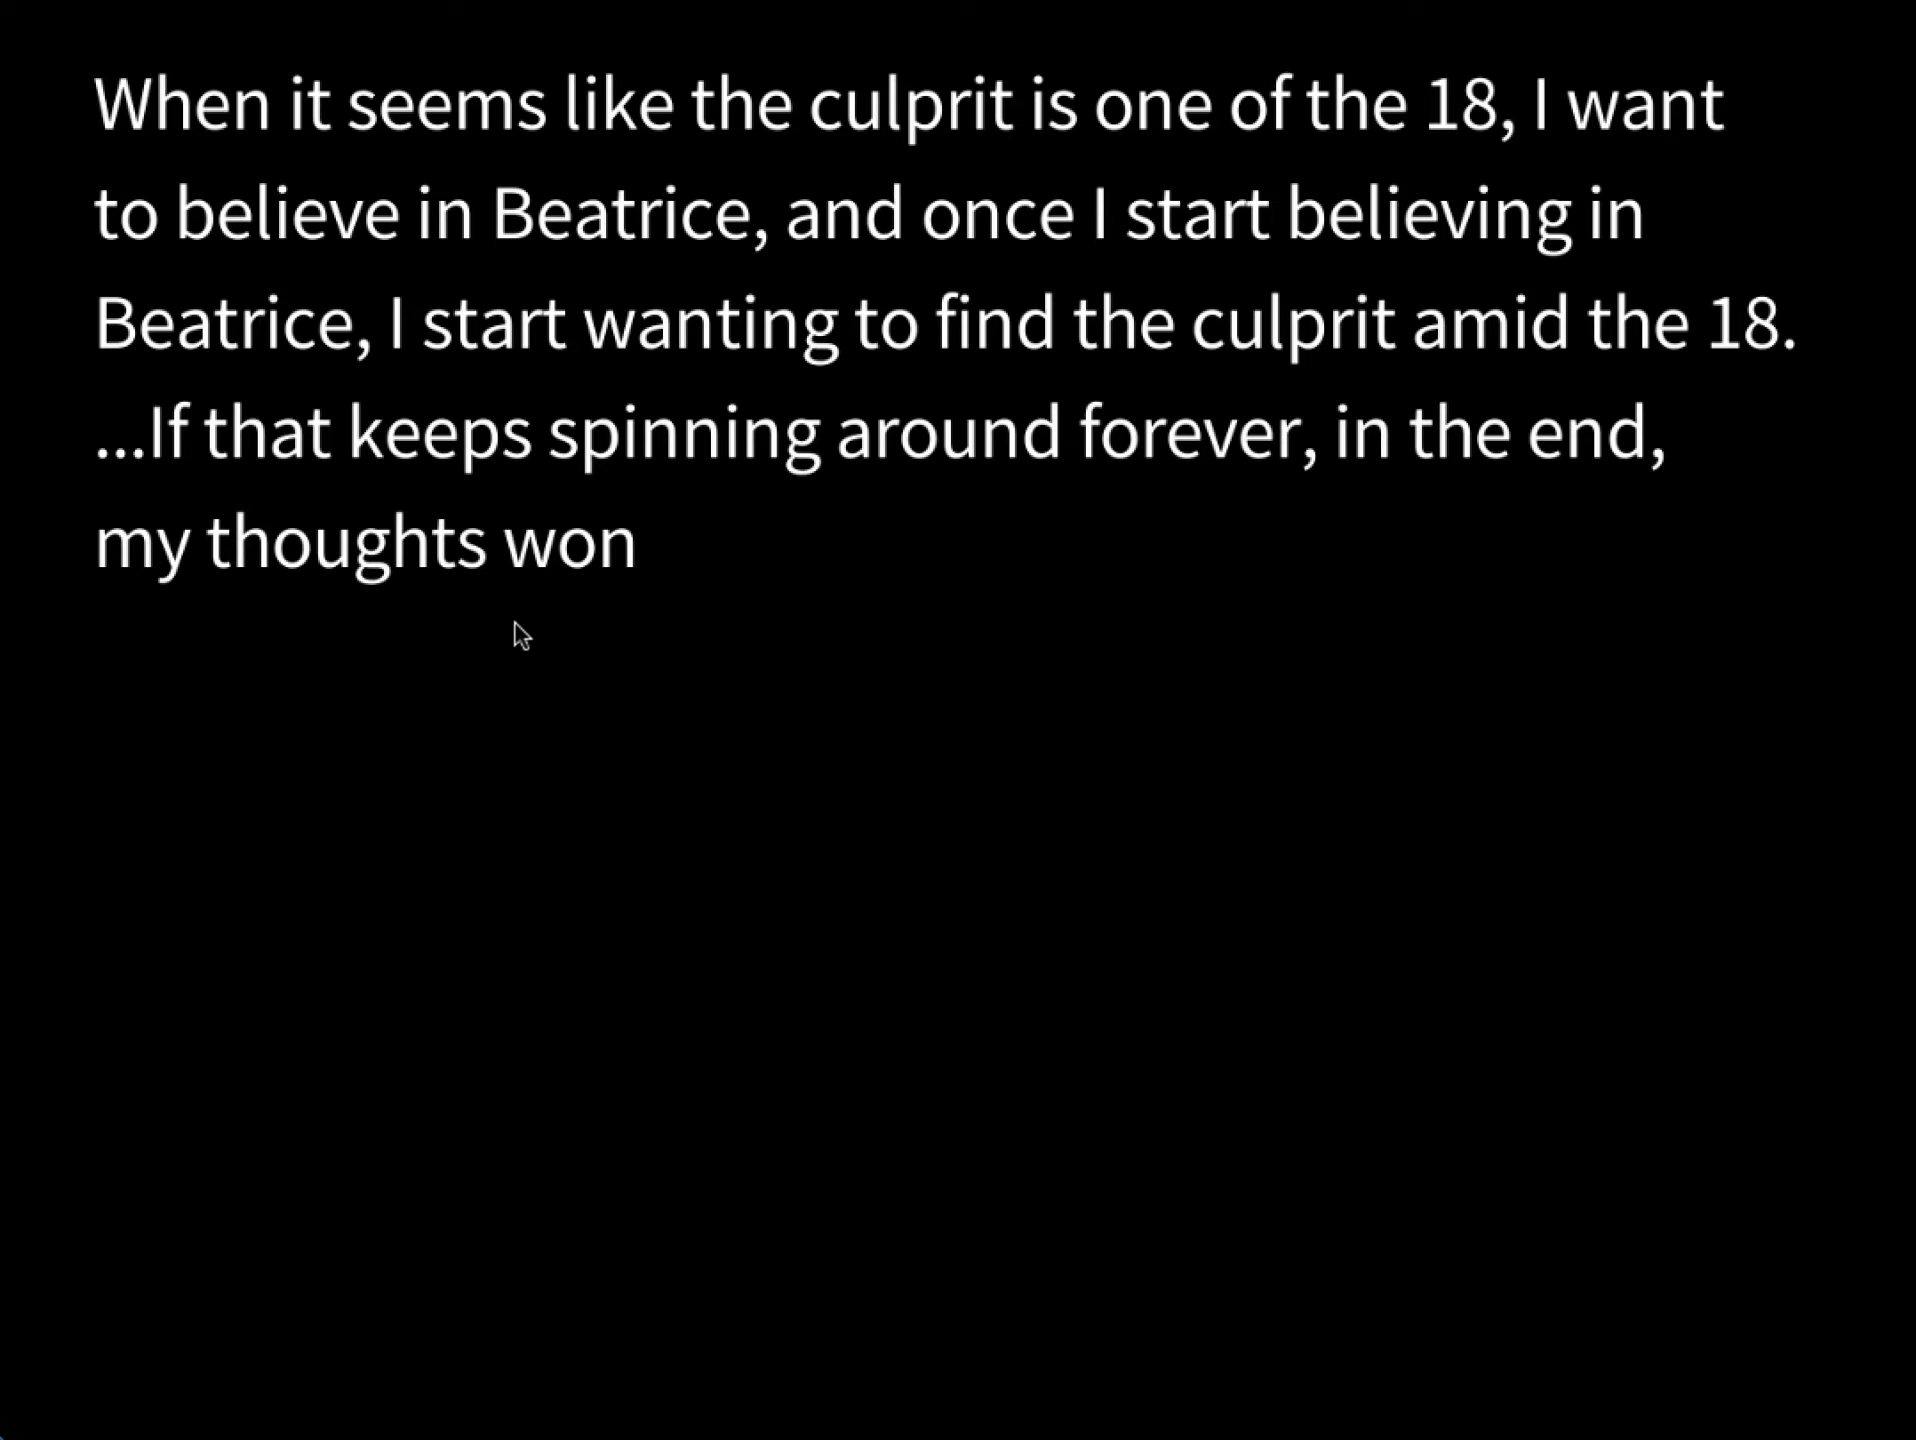 When it seems like the culprit is one of the 18, I want
to believe in Beatrice, and once I start believing in
Beatrice, I start wanting to find the culprit amid the 18.
...If that keeps spinning around forever, in the end,
my thoughts won